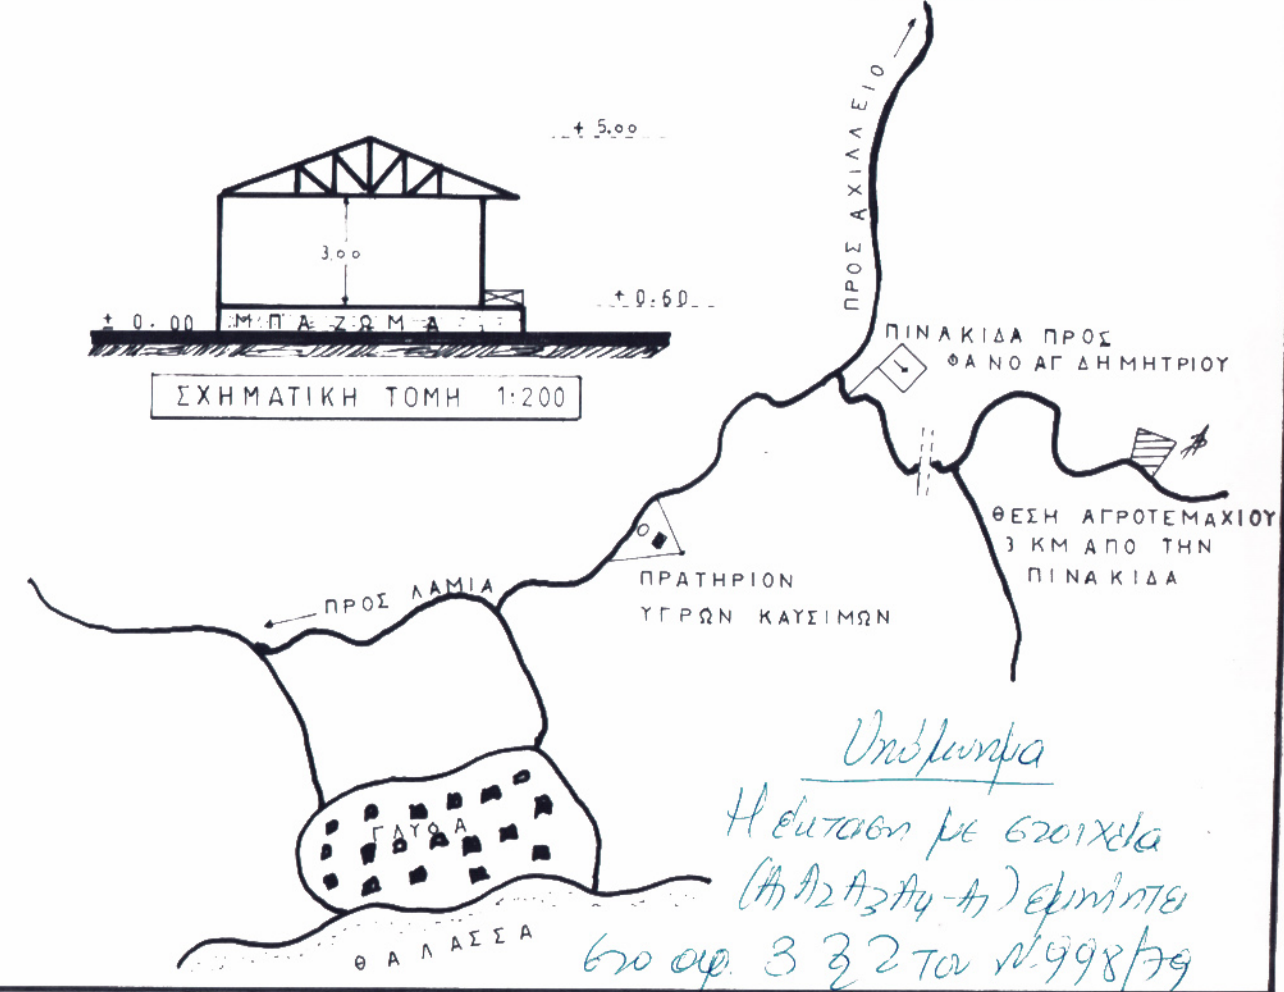 + 5.00
3.00
+ 0.60
± 0.00 ΜΠΑΖΩΜΑ
ΣΧΗΜΑΤΙΚΗ ΤΟΜΗ 1:200
ΠΡΟΣ ΑΧΙΛΛΕΙΟ
ΠΙΝΑΚΙΔΑ ΠΡΟΣ
ΦΑΝΟ ΑΓ ΔΗΜΗΤΡΙΟΥ
ΘΕΣΗ ΑΓΡΟΤΕΜΑΧΙΟΥ
3 ΚΜ ΑΠΟ ΤΗΝ
ΠΙΝΑΚΙΔΑ
ΠΡΑΤΗΡΙΟΝ
ΥΓΡΩΝ ΚΑΥΣΙΜΩΝ
ΠΡΟΣ ΛΑΜΙΑ
ΓΛΥΦΑ
ΘΑΛΑΣΣΑ
Υπόμνημα
Η έκταση με στοιχεία
(Α1Α2Α3Α4-Α1) εμπίπτει
στο αρ. 3 § 2 του Ν.998/79